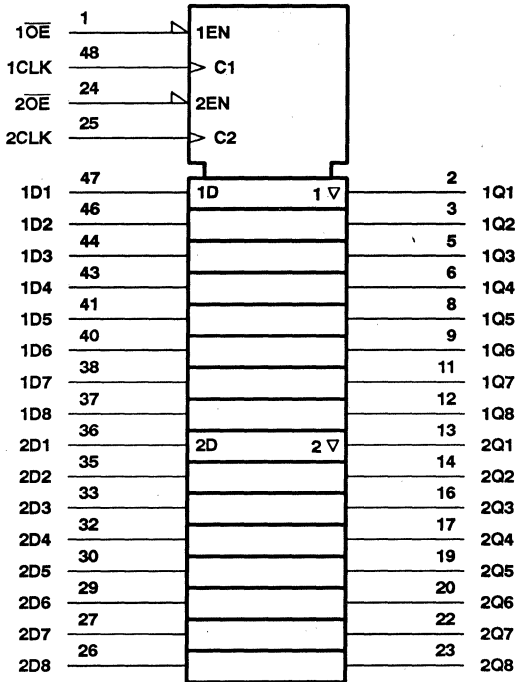 1O̅E̅ 1 1EN
1CLK 48 C1
2O̅E̅ 24 2EN
2CLK 25 C2
1D1 47 1D 1 ▽ 2 1Q1
1D2 46 3 1Q2
1D3 44 5 1Q3
1D4 43 6 1Q4
1D5 41 8 1Q5
1D6 40 9 1Q6
1D7 38 11 1Q7
1D8 37 12 1Q8
2D1 36 2D 2 ▽ 13 2Q1
2D2 35 14 2Q2
2D3 33 16 2Q3
2D4 32 17 2Q4
2D5 30 19 2Q5
2D6 29 20 2Q6
2D7 27 22 2Q7
2D8 26 23 2Q8